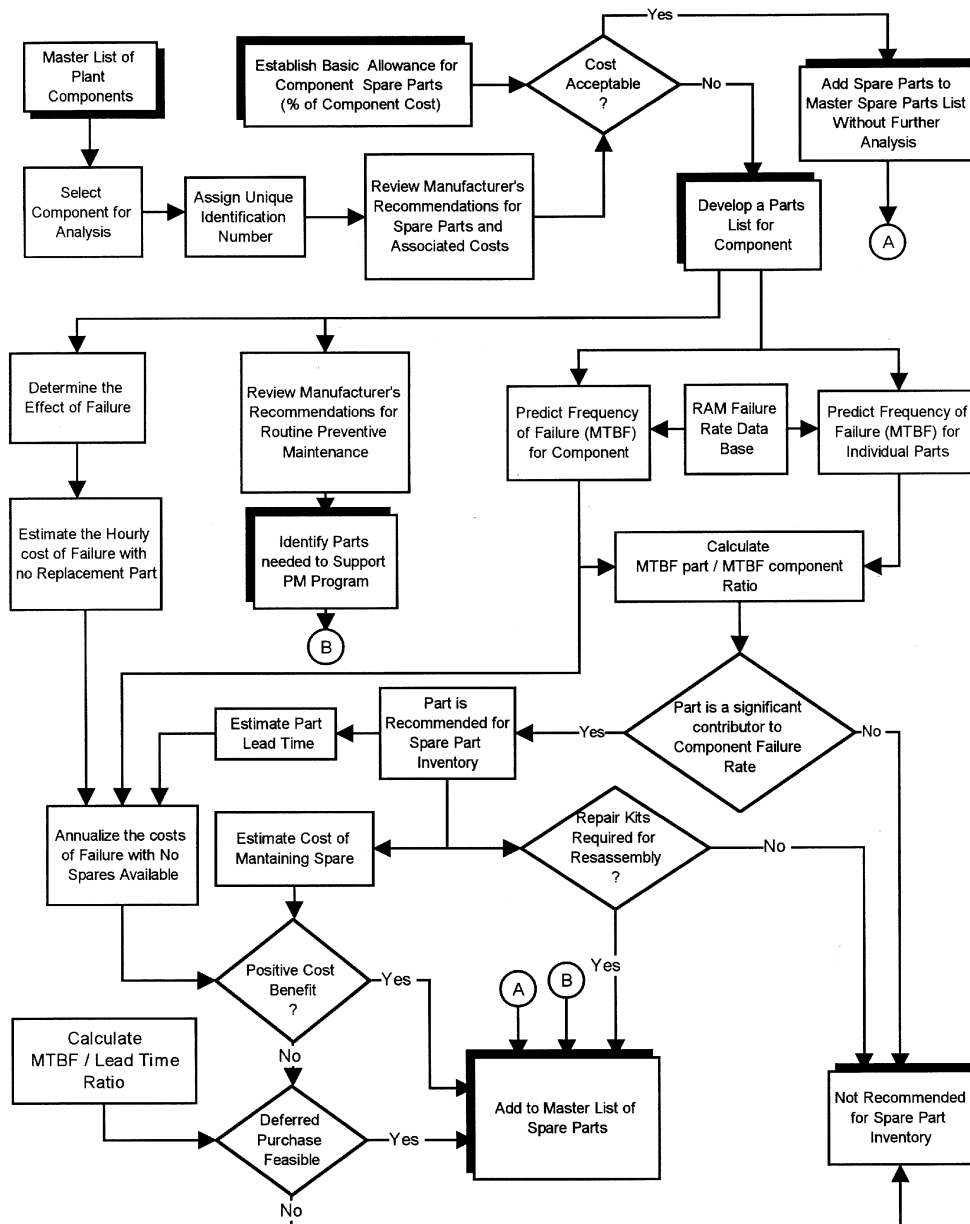 Yes
Master List of
Plant
Components
Establish Basic Allowance for
Component Spare Parts
(% of Component Cost)
Cost
Acceptable
?
No
Add Spare Parts to
Master Spare Parts List
Without Further
Analysis
Select
Component for
Analysis
Assign Unique
Identification
Number
Review Manufacturer's
Recommendations for
Spare Parts and
Associated Costs
Develop a Parts
List for
Component
A
Determine the
Effect of Failure
Review Manufacturer's
Recommendations for
Routine Preventive
Maintenance
Predict Frequency
of Failure (MTBF)
for Component
RAM Failure
Rate Data
Base
Predict Frequency of
Failure (MTBF) for
Individual Parts
Estimate the Hourly
cost of Failure with
no Replacement Part
Identify Parts
needed to Support
PM Program
Calculate
MTBF part / MTBF component
Ratio
B
Estimate Part
Lead Time
Part is
Recommended for
Spare Part
Inventory
Yes
Part is a significant
contributor to
Component Failure
Rate
No
Annualize the costs
of Failure with No
Spares Available
Estimate Cost of
Mantaining Spare
Repair Kits
Required for
Resassembly
?
No
Positive Cost
Benefit
?
Yes
Yes
A
B
Calculate
MTBF / Lead Time
Ratio
No
Deferred
Purchase
Feasible
Yes
Add to Master List of
Spare Parts
Not Recommended
for Spare Part
Inventory
No